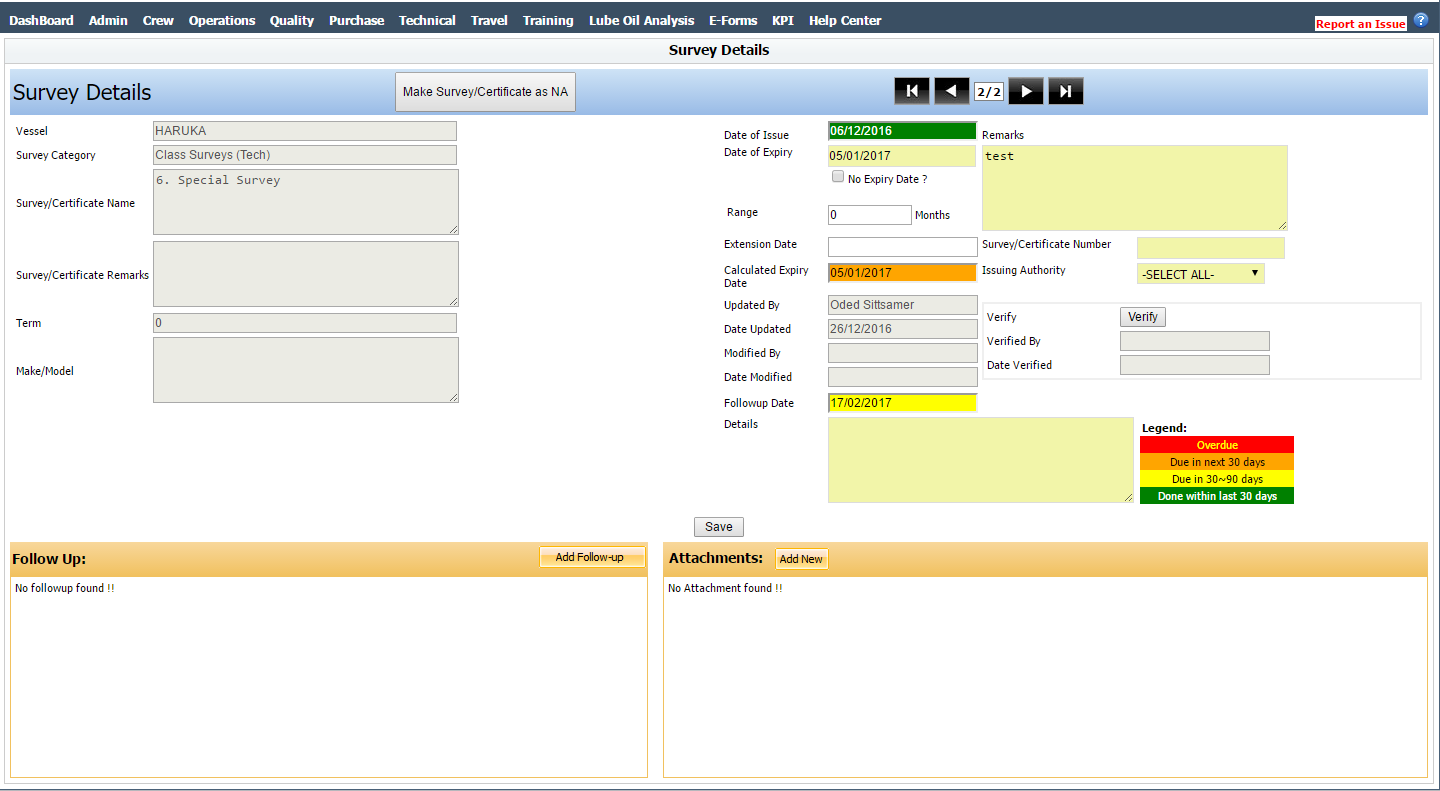 DashBoard Admin Crew Operations Quality Purchase Technical Travel Training Lube Oil Analysis E-Forms KPI Help Center
Report an Issue ?
Survey Details
Survey Details
Make Survey/Certificate as NA
2/2
Vessel HARUKA
Survey Category Class Surveys (Tech)
Survey/Certificate Name 6. Special Survey
Survey/Certificate Remarks
Term 0
Make/Model
Date of Issue 06/12/2016
Date of Expiry 05/01/2017
No Expiry Date ?
Range 0 Months
Extension Date
Calculated Expiry
Date
05/01/2017
Updated By Oded Sittsamer
Date Updated 26/12/2016
Modified By
Date Modified
Followup Date 17/02/2017
Details
Remarks
test
Survey/Certificate Number
Issuing Authority -SELECT ALL-
Verify Verify
Verified By
Date Verified
Legend:
Overdue
Due in next 30 days
Due in 30~90 days
Done within last 30 days
Save
Follow Up: Add Follow-up
No followup found !!
Attachments: Add New
No Attachment found !!